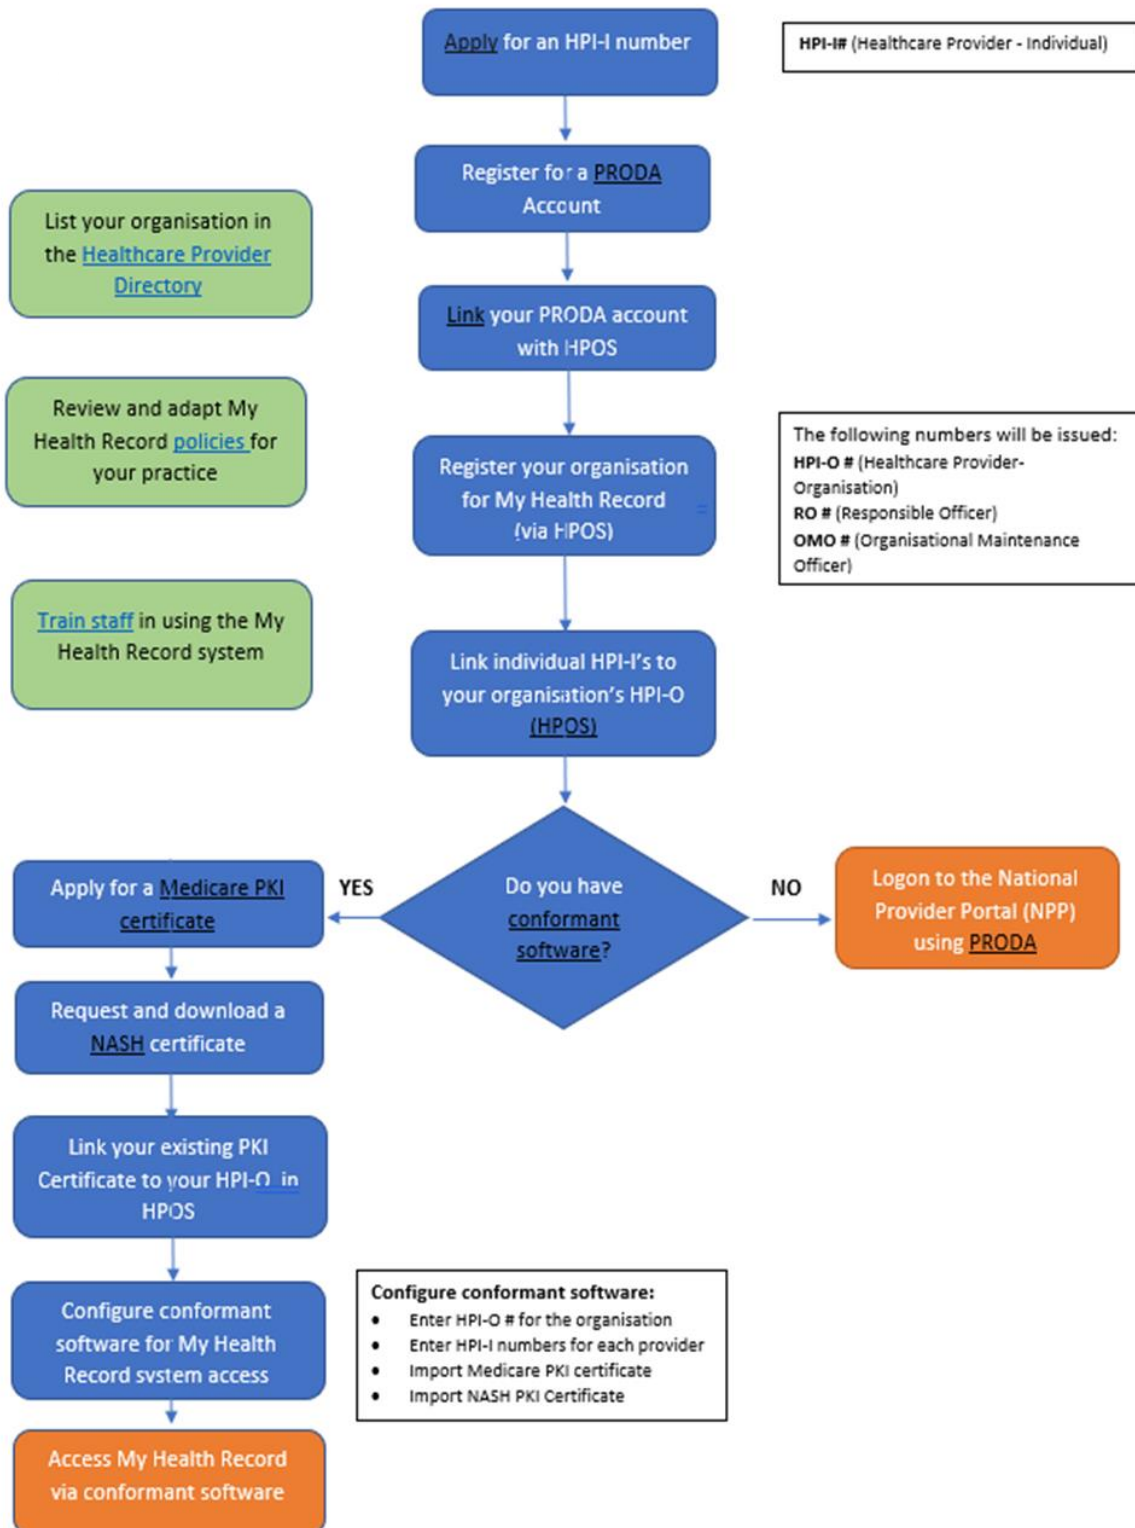 Apply for an HPI-I number
HPI-I# (Healthcare Provider - Individual)
Register for a PRODA
Account
List your organisation in
the Healthcare Provider
Directory
Link your PRODA account
with HPOS
Review and adapt My
Health Record policies for
your practice
Register your organisation
for My Health Record
(via HPOS)
The following numbers will be issued:
HPI-O # (Healthcare Provider-
Organisation)
RO # (Responsible Officer)
OMO # (Organisational Maintenance
Officer)
Train staff in using the My
Health Record system
Link individual HPI-I's to
your organisation's HPI-O
(HPOS)
Do you have
conformant
software?
YES
NO
Logon to the National
Provider Portal (NPP)
using PRODA
Apply for a Medicare PKI
certificate
Request and download a
NASH certificate
Link your existing PKI
Certificate to your HPI-O in
HPOS
Configure conformant
software for My Health
Record system access
Configure conformant software:
• Enter HPI-O # for the organisation
• Enter HPI-I numbers for each provider
• Import Medicare PKI certificate
• Import NASH PKI Certificate
Access My Health Record
via conformant software